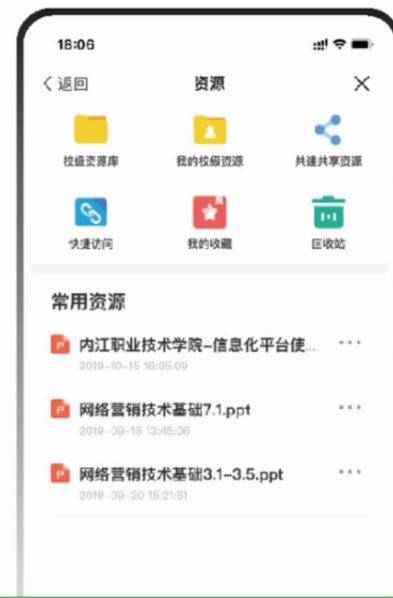 18:06
返回 资源
校级资源库 我的校级资源 共建共享资源
快捷访问 我的收藏 回收站
常用资源
内江职业技术学院-信息化平台使...
2019-10-15 16:05:09
网络营销技术基础7.1.ppt
2019-09-18 13:46:06
网络营销技术基础3.1-3.5.ppt
2019-09-20 16:21:51